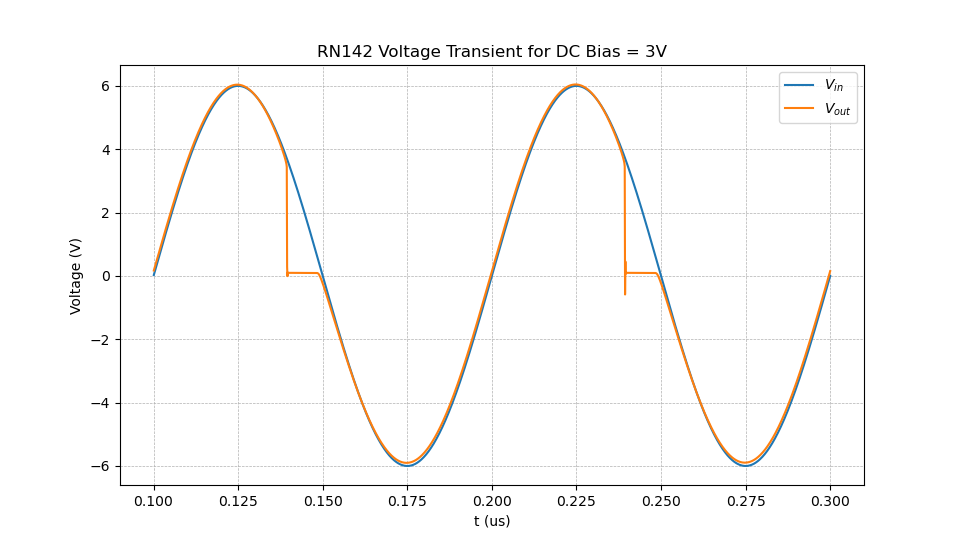 RN142 Voltage Transient for DC Bias = 3V
V_in
V_out
Voltage (V)
6
4
2
0
−2
−4
−6
0.100 0.125 0.150 0.175 0.200 0.225 0.250 0.275 0.300
t (us)